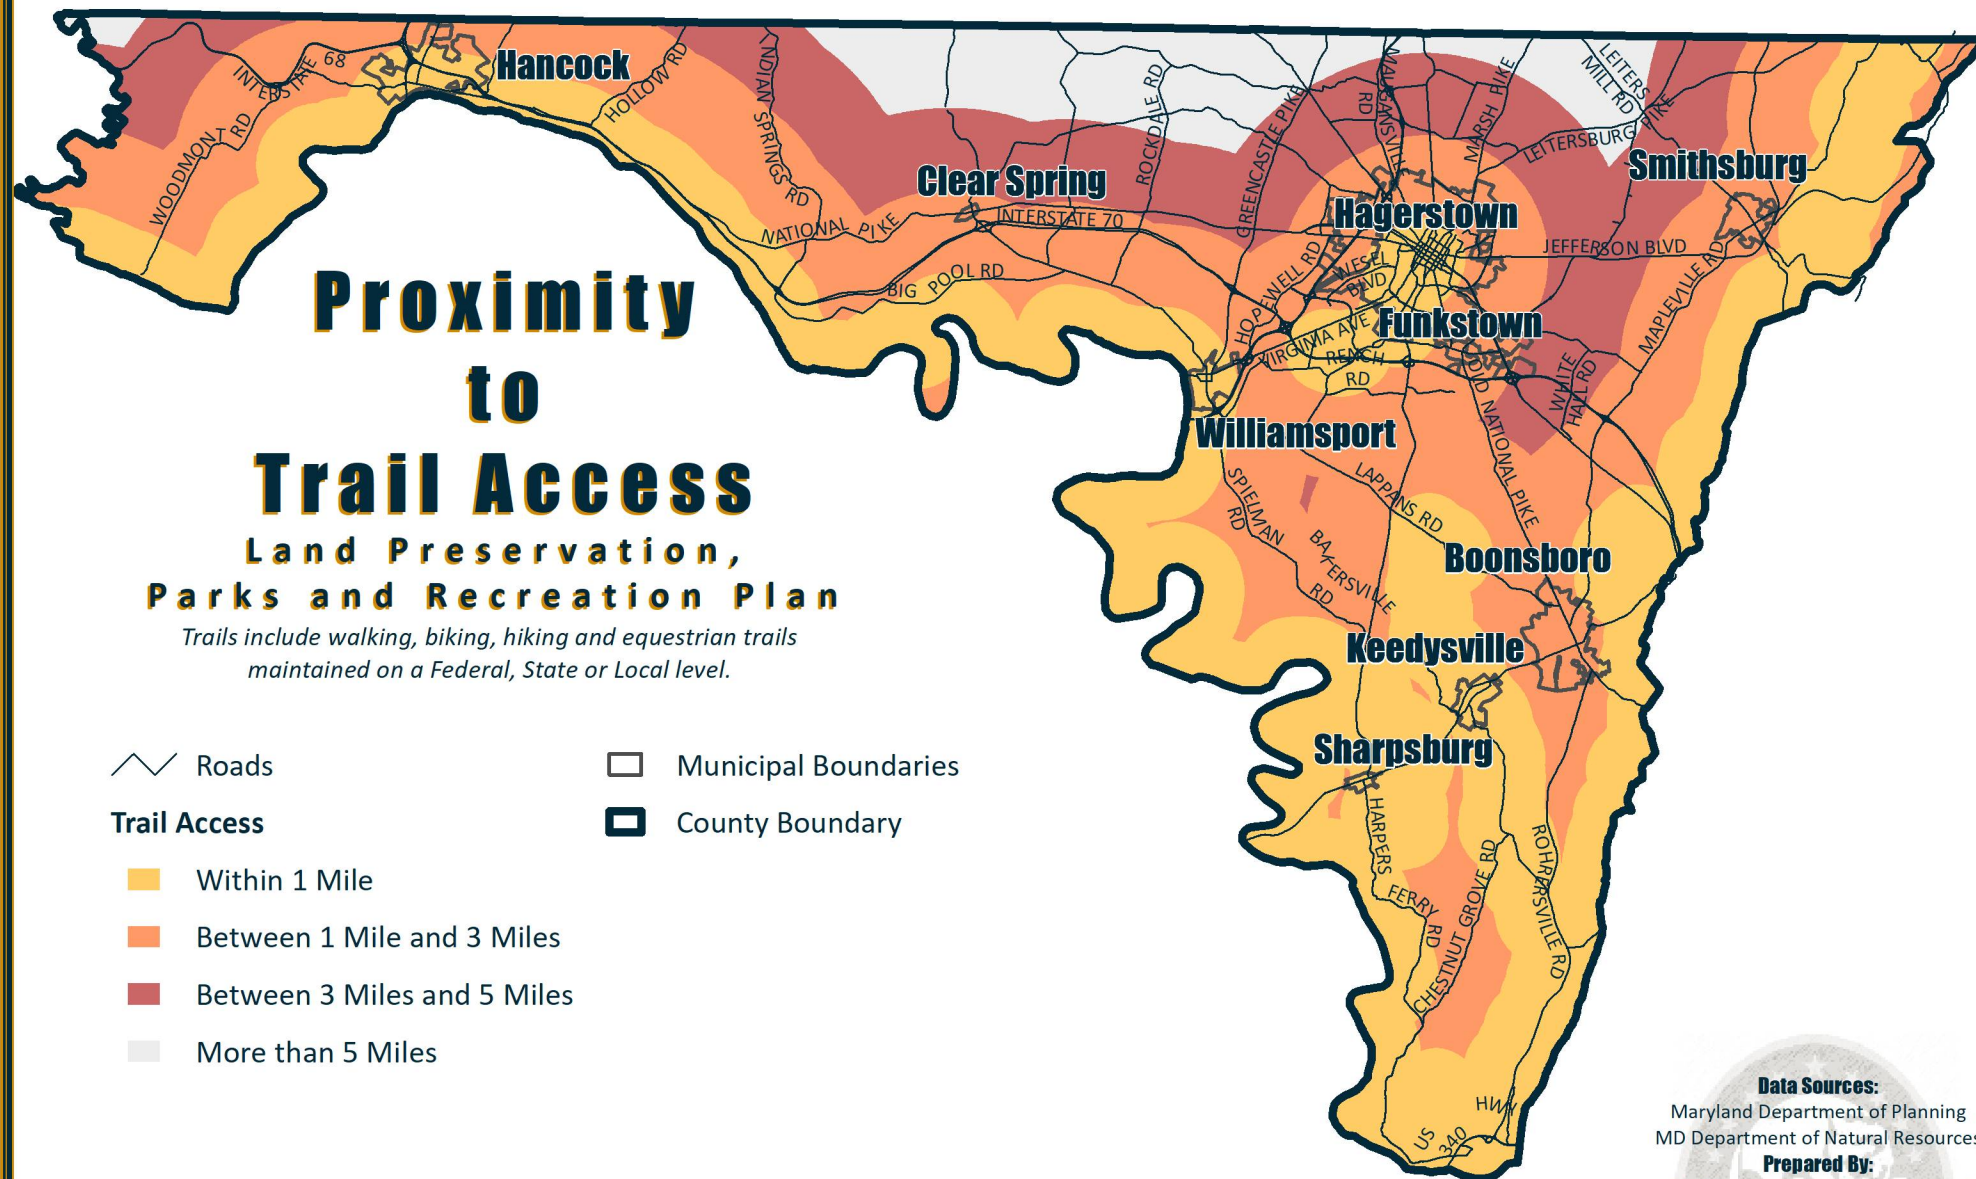 Proximity
to
Trail Access
Land Preservation,
Parks and Recreation Plan
Trails include walking, biking, hiking and equestrian trails
maintained on a Federal, State or Local level.
Roads
Municipal Boundaries
Trail Access
County Boundary
Within 1 Mile
Between 1 Mile and 3 Miles
Between 3 Miles and 5 Miles
More than 5 Miles
Hancock
INTERSTATE 68
WOODMONT RD
HOLLOW RD
INDIAN SPRINGS RD
NATIONAL PIKE
BIG POOL RD
Clear Spring
INTERSTATE 70
ROCKDALE RD
GREENCASTLE PIKE
MAUGANSVILLE RD
MARSH PIKE
LEITERS MILL RD
LEITERSBURG PIKE
Smithsburg
Hagerstown
JEFFERSON BLVD
MAPLEVILLE RD
HOPEWELL RD
WESEL BLVD
Funkstown
VIRGINIA AVE
RENCH RD
WHITE HALL RD
OLD NATIONAL PIKE
Williamsport
LAPPANS RD
SPIELMAN RD
BAKERSVILLE RD
Boonsboro
Keedysville
Sharpsburg
HARPERS FERRY RD
CHESTNUT GROVE RD
ROHRERSVILLE RD
US 340 HWY
Data Sources:
Maryland Department of Planning
MD Department of Natural Resources
Prepared By: